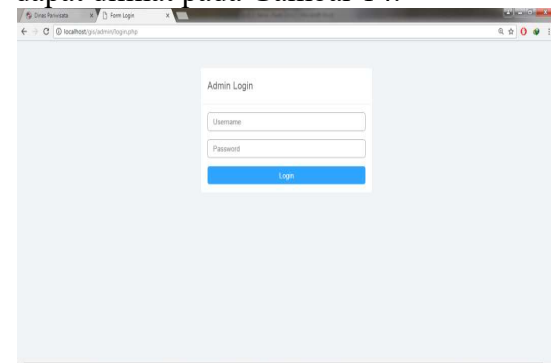 dapat dilihat pada Gambar 14.
Dinas Pariwisata
Form Login
localhost/gis/admin/login.php
Admin Login
Username
Password
Login